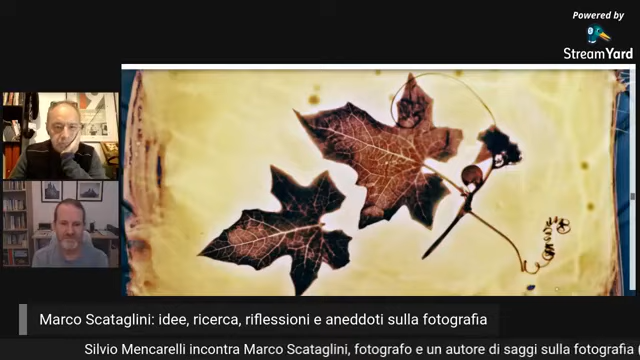 Powered by
StreamYard
Marco Scataglini: idee, ricerca, riflessioni e aneddoti sulla fotografia
Silvio Mencarelli incontra Marco Scataglini, fotografo e un autore di saggi sulla fotografia